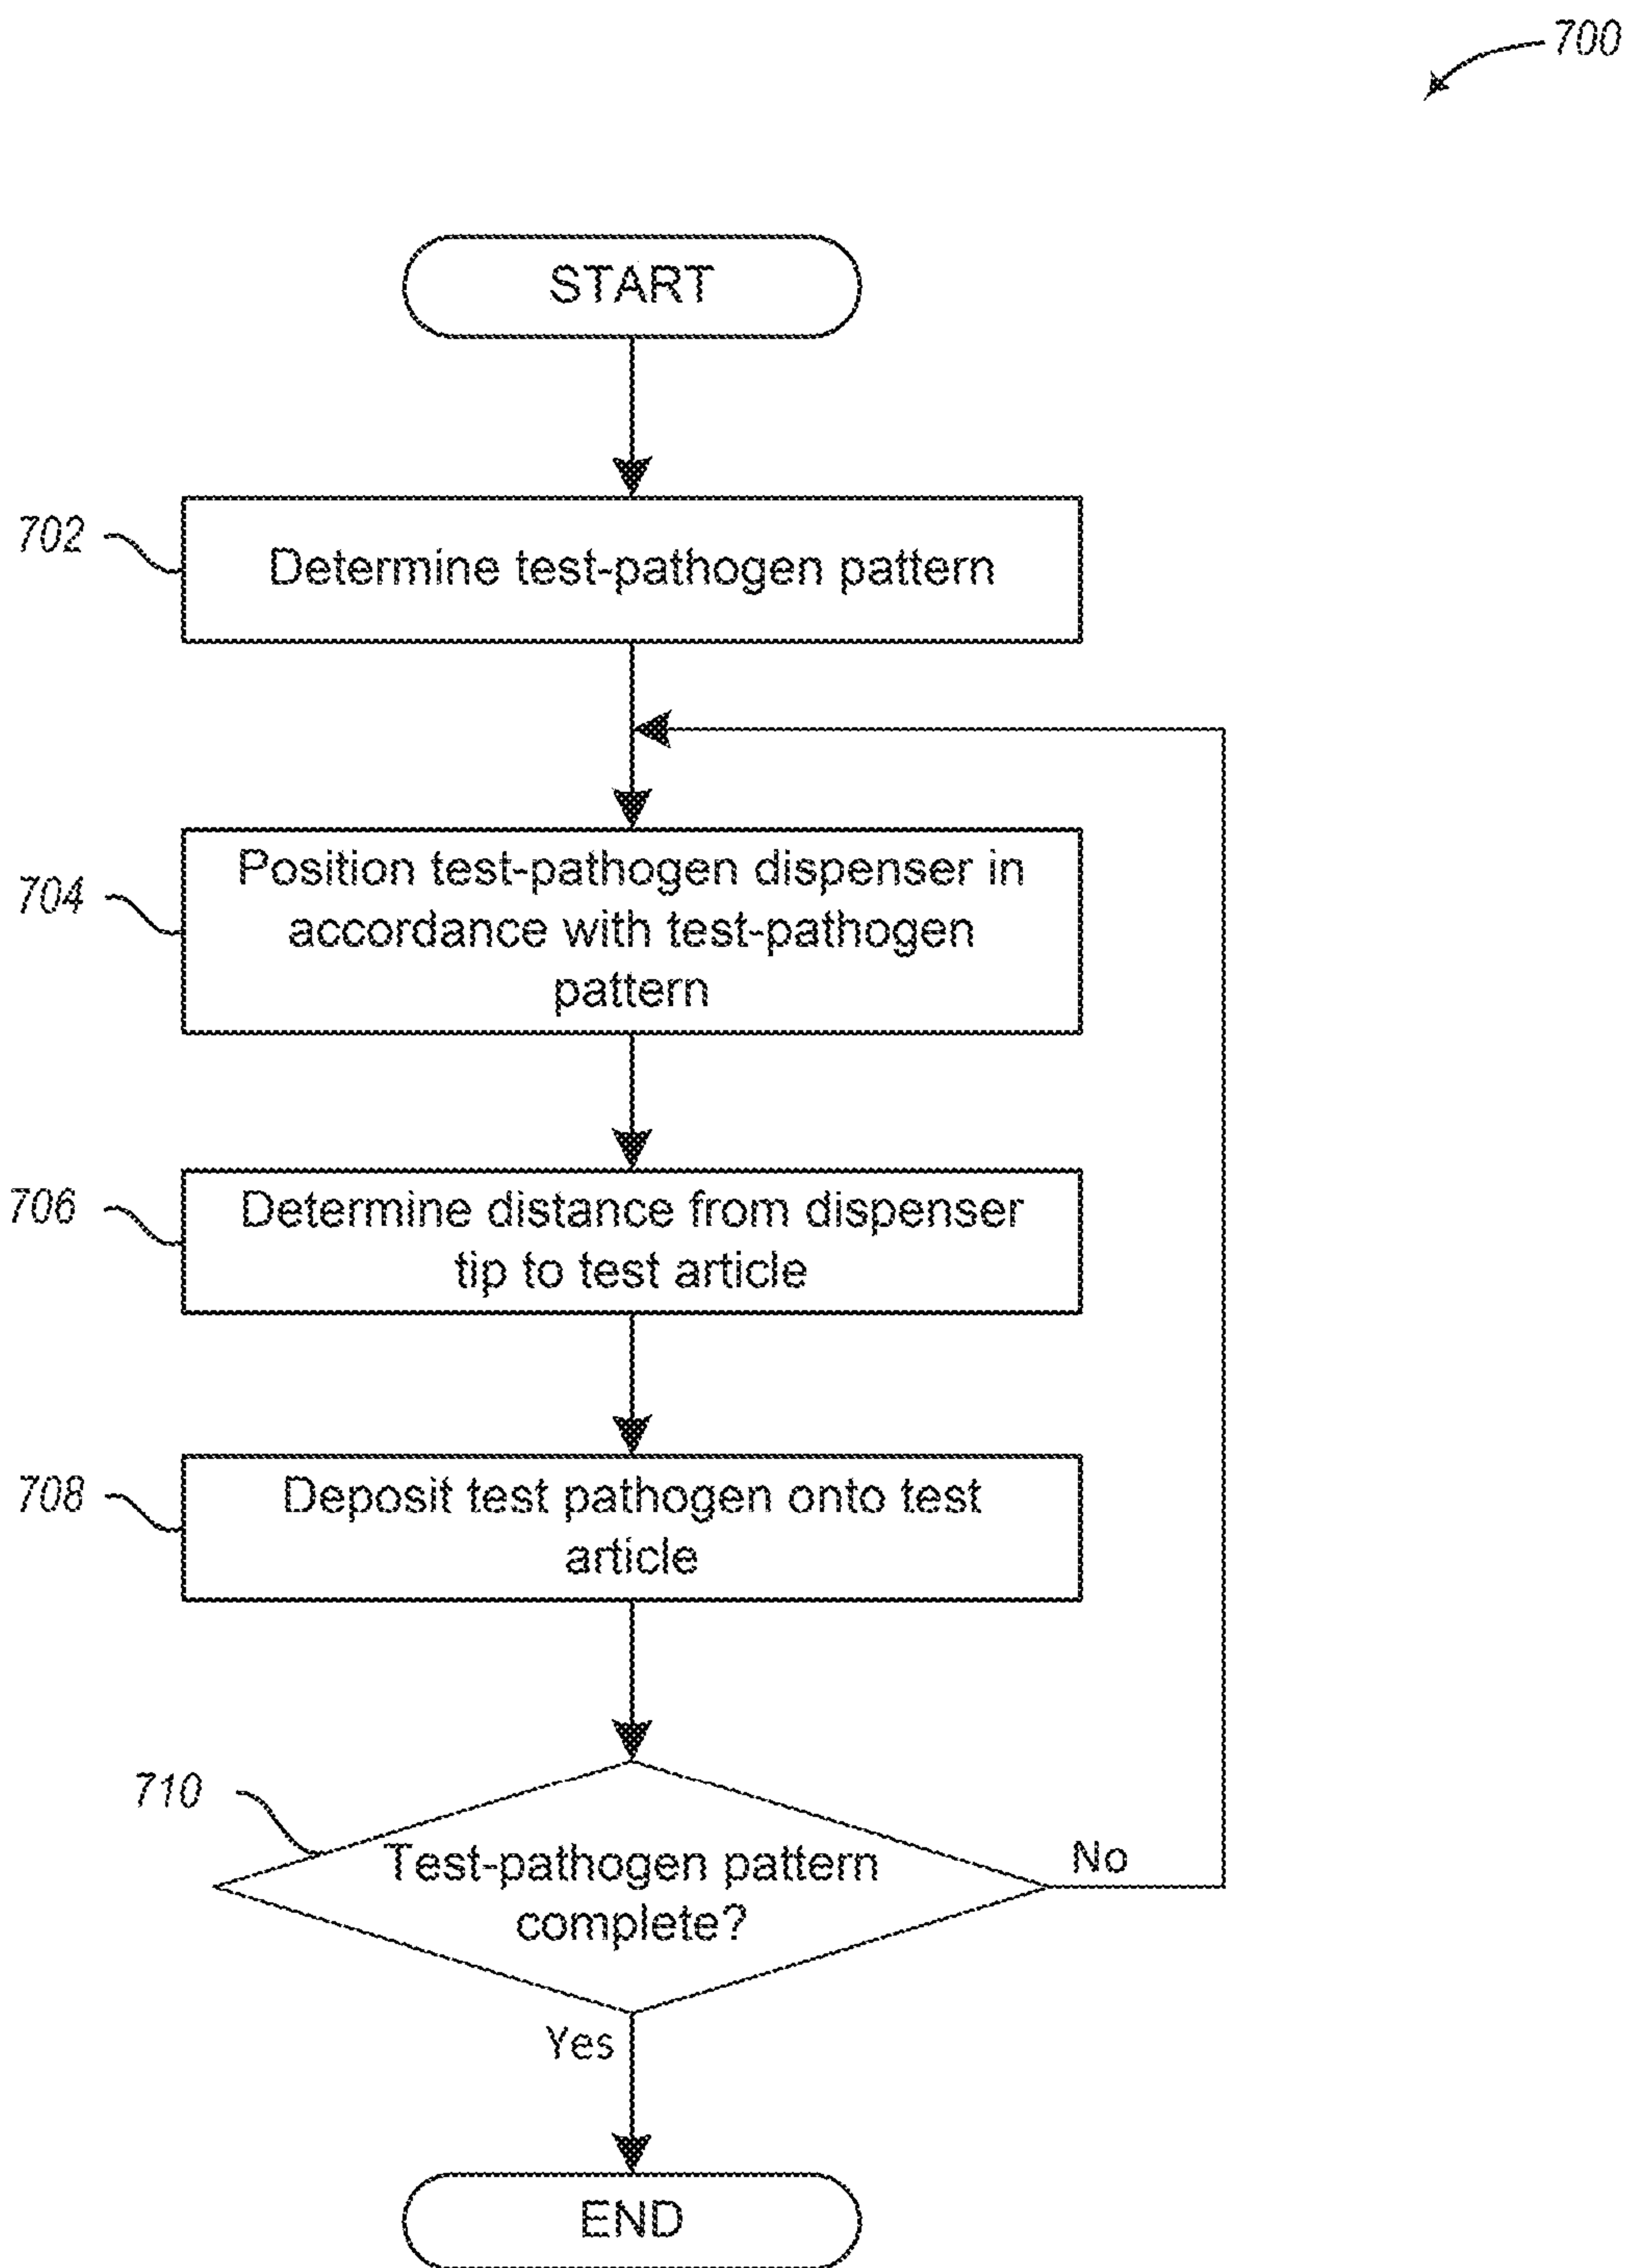 700
START
702
Determine test-pathogen pattern
704
Position test-pathogen dispenser in
accordance with test-pathogen
pattern
706
Determine distance from dispenser
tip to test article
708
Deposit test pathogen onto test
article
710
Test-pathogen pattern
complete?
No
Yes
END